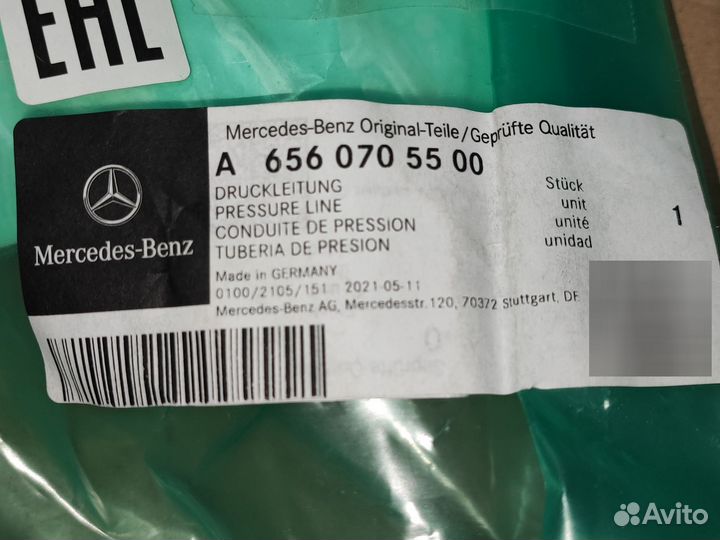 EAC
Mercedes-Benz Original-Teile/Geprüfte Qualität
A 656 070 55 00
DRUCKLEITUNG
PRESSURE LINE
CONDUITE DE PRESSION
TUBERIA DE PRESION
Stück
unit
unité
unidad
1
Mercedes-Benz
Made in GERMANY
0100/2105/151 2021-05-11
Mercedes-Benz AG, Mercedesstr.120, 70372 Stuttgart, DE
Avito